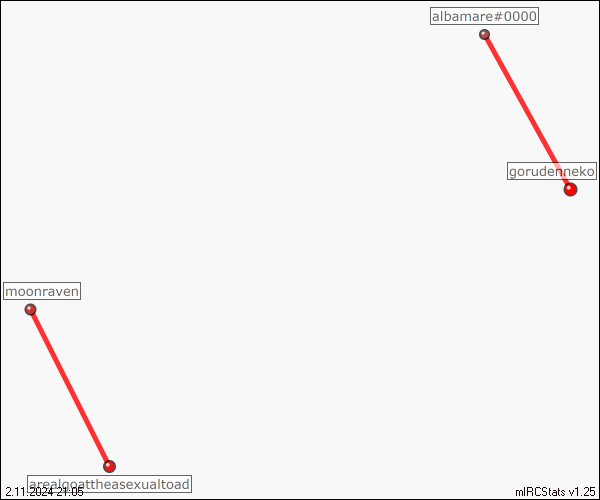 albamare#0000
gorudenneko
moonraven
arealgoattheasexualtoad
2.11.2024 21:05
mIRCStats v1.25